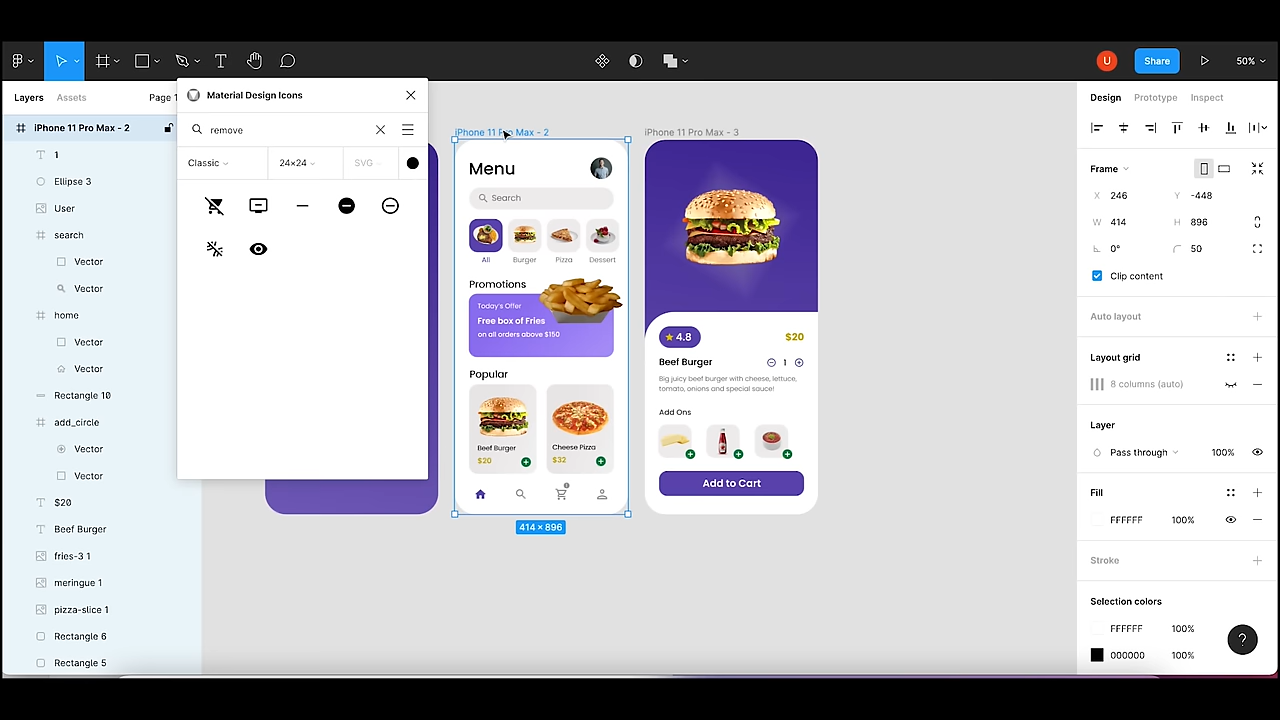 Share
50%
Layers
Assets
Page 1
iPhone 11 Pro Max - 2
1
Ellipse 3
User
search
Vector
Vector
home
Vector
Vector
Rectangle 10
add_circle
Vector
Vector
$20
Beef Burger
fries-3 1
meringue 1
pizza-slice 1
Rectangle 6
Rectangle 5
Material Design Icons
remove
Classic
24×24
SVG
iPhone 11 Pro Max - 2
Menu
Search
All
Burger
Pizza
Dessert
Promotions
Today's Offer
Free box of Fries
on all orders above $150
Popular
Beef Burger
$20
Cheese Pizza
$32
1
414 × 896
iPhone 11 Pro Max - 3
4.8
$20
Beef Burger
1
Big juicy beef burger with cheese, lettuce,
tomato, onions and special sauce!
Add Ons
Add to Cart
U
Design
Prototype
Inspect
Frame
X 246
Y -448
W 414
H 896
0°
50
Clip content
Auto layout
Layout grid
8 columns (auto)
Layer
Pass through
100%
Fill
FFFFFF
100%
Stroke
Selection colors
FFFFFF
100%
000000
100%
?